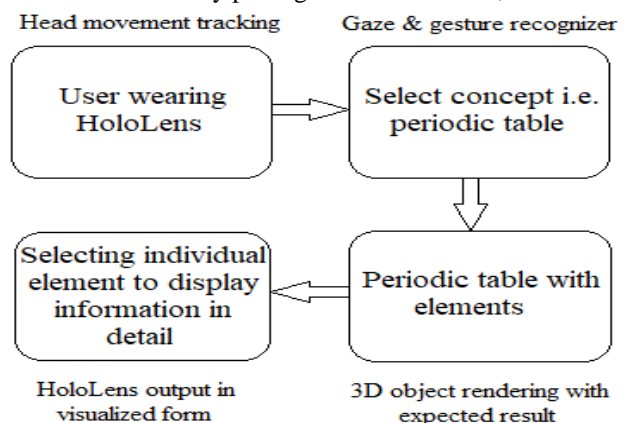 Head movement tracking
Gaze & gesture recognizer
User wearing
HoloLens
Select concept i.e.
periodic table
Selecting individual
element to display
information in
detail
Periodic table with
elements
HoloLens output in
visualized form
3D object rendering with
expected result